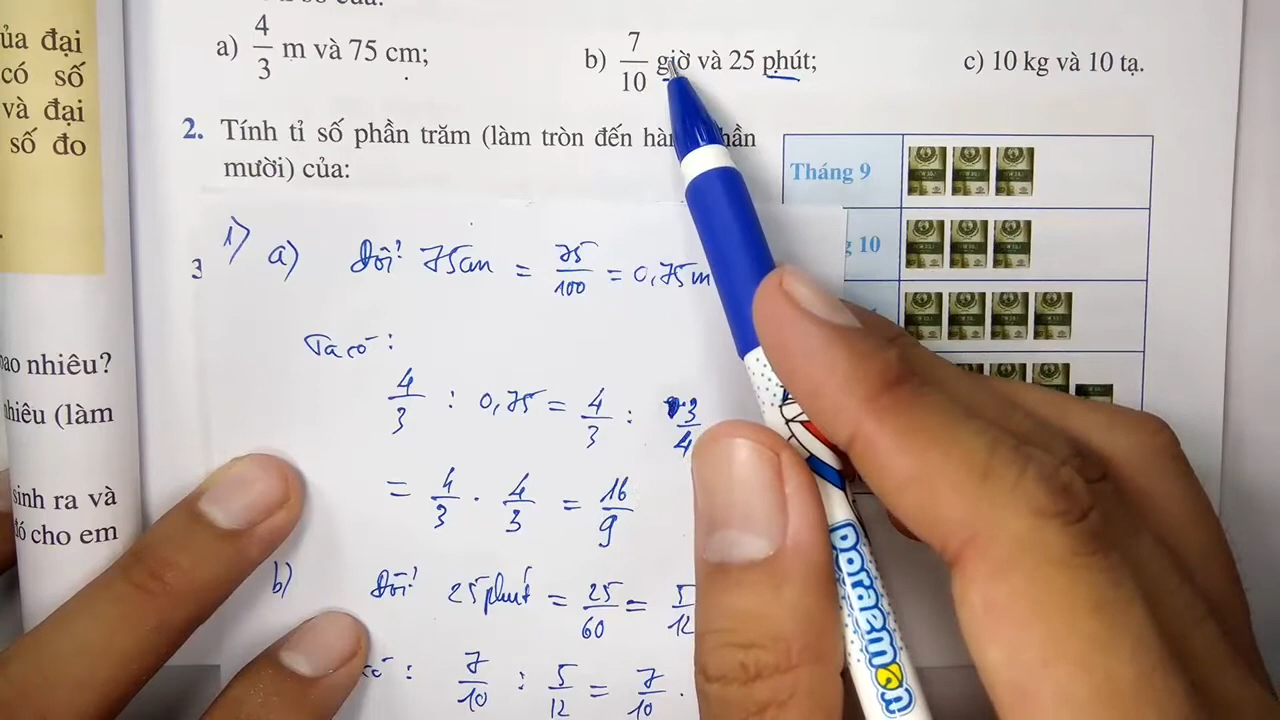 ủa đại
có số
và đại
số đo
bao nhiêu?
nhiêu (làm
sinh ra và
đó cho em
a) 4/3 m và 75 cm;
b) 7/10 giờ và 25 phút;
c) 10 kg và 10 tạ.
2. Tính tỉ số phần trăm (làm tròn đến hàn
mười) của:
Tháng 9
10
3
1) a) Đổi 75cm = 75/100 = 0,75m
Ta có :
4/3 : 0,75 = 4/3 : 3/4
= 4/3 . 4/3 = 16/9
b) Đổi 25 phút = 25/60 = 5/12
có : 7/10 : 5/12 = 7/10 .
Doraemon